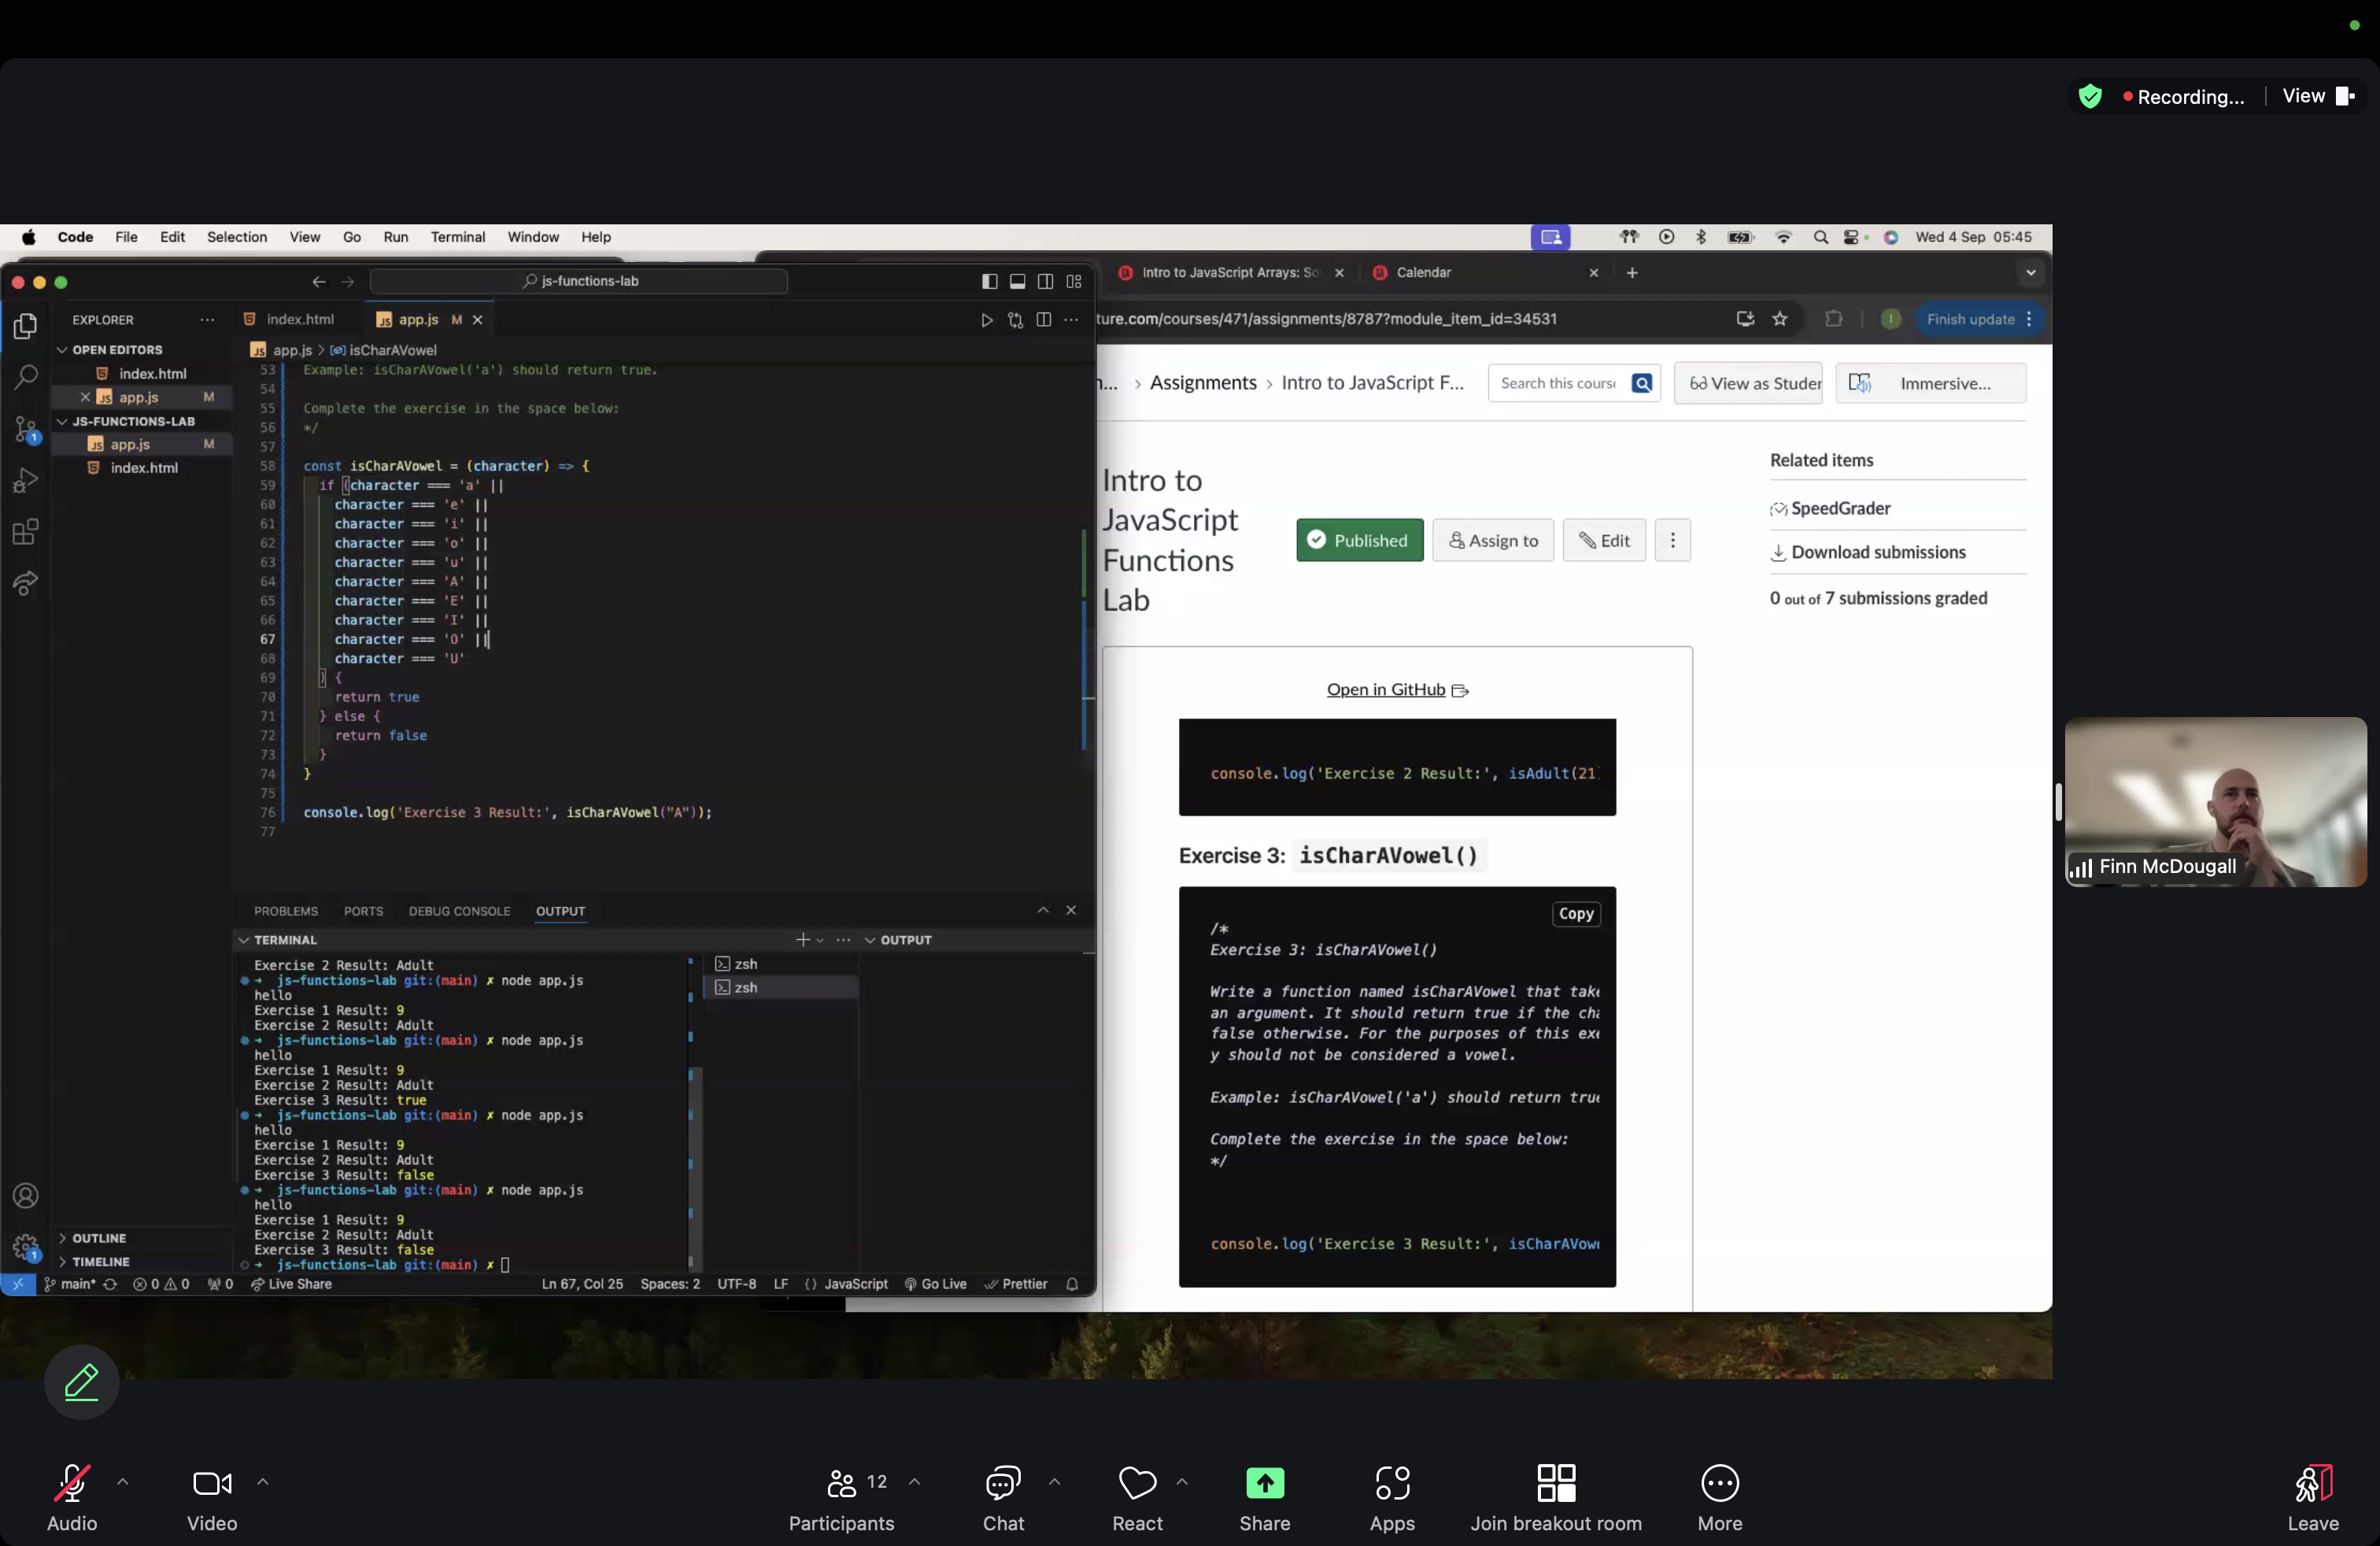 Recording...
View
Code File Edit Selection View Go Run Terminal Window Help
Wed 4 Sep 05:45
js-functions-lab
Intro to JavaScript Arrays: So
Calendar
EXPLORER
index.html
app.js M
ture.com/courses/471/assignments/8787?module_item_id=34531
Finish update
OPEN EDITORS
index.html
app.js M
JS-FUNCTIONS-LAB
app.js M
index.html
app.js > isCharAVowel
53 Example: isCharAVowel('a') should return true.
54
55 Complete the exercise in the space below:
56 */
57
58 const isCharAVowel = (character) => {
59 if (character === 'a' ||
60 character === 'e' ||
61 character === 'i' ||
62 character === 'o' ||
63 character === 'u' ||
64 character === 'A' ||
65 character === 'E' ||
66 character === 'I' ||
67 character === 'O' ||
68 character === 'U'
69 ) {
70 return true
71 } else {
72 return false
73 }
74 }
75
76 console.log('Exercise 3 Result:', isCharAVowel("A"));
77
PROBLEMS PORTS DEBUG CONSOLE OUTPUT
TERMINAL
OUTPUT
zsh
zsh
Exercise 2 Result: Adult
➜ js-functions-lab git:(main) ✗ node app.js
hello
Exercise 1 Result: 9
Exercise 2 Result: Adult
➜ js-functions-lab git:(main) ✗ node app.js
hello
Exercise 1 Result: 9
Exercise 2 Result: Adult
Exercise 3 Result: true
➜ js-functions-lab git:(main) ✗ node app.js
hello
Exercise 1 Result: 9
Exercise 2 Result: Adult
Exercise 3 Result: false
➜ js-functions-lab git:(main) ✗ node app.js
hello
Exercise 1 Result: 9
Exercise 2 Result: Adult
Exercise 3 Result: false
➜ js-functions-lab git:(main) ✗
OUTLINE
TIMELINE
1
1
main* 0 0 0 Live Share
Ln 67, Col 25 Spaces: 2 UTF-8 LF {} JavaScript Go Live Prettier
n... > Assignments > Intro to JavaScript F...
Search this course
View as Studen
Immersive...
Intro to
JavaScript
Functions
Lab
Published
Assign to
Edit
Related items
SpeedGrader
Download submissions
0 out of 7 submissions graded
Open in GitHub
console.log('Exercise 2 Result:', isAdult(21)
Exercise 3: isCharAVowel()
Copy
/*
Exercise 3: isCharAVowel()
Write a function named isCharAVowel that take
an argument. It should return true if the cha
false otherwise. For the purposes of this exe
y should not be considered a vowel.
Example: isCharAVowel('a') should return true
Complete the exercise in the space below:
*/
console.log('Exercise 3 Result:', isCharAVowe
Finn McDougall
Audio
Video
12
Participants
Chat
React
Share
Apps
Join breakout room
More
Leave